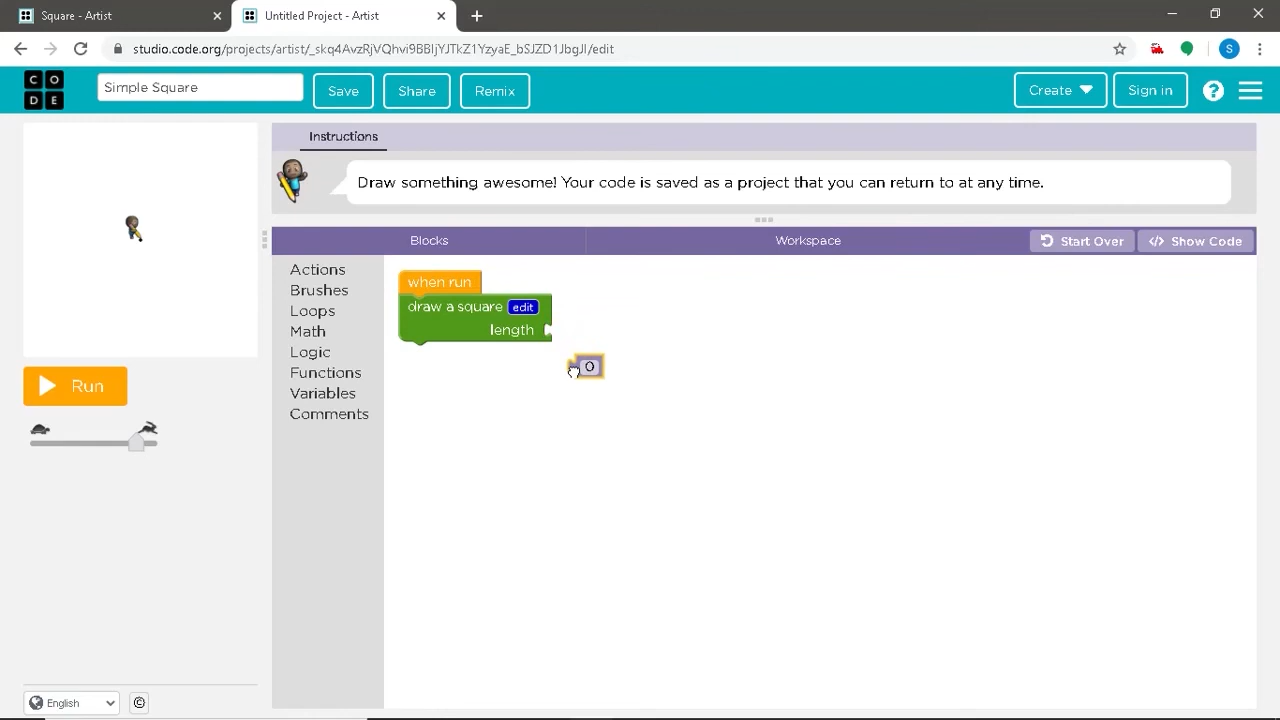 Square - Artist
Untitled Project - Artist
studio.code.org/projects/artist/_skq4AvzRjVQhvi9BBIjYJTkZ1YzyaE_bSJZD1JbgJI/edit
S
C O
D E
Simple Square
Save
Share
Remix
Create
Sign in
?
Instructions
Draw something awesome! Your code is saved as a project that you can return to at any time.
Blocks
Workspace
Start Over
</> Show Code
Actions
Brushes
Loops
Math
Logic
Functions
Variables
Comments
when run
draw a square edit
length
0
Run
English
©